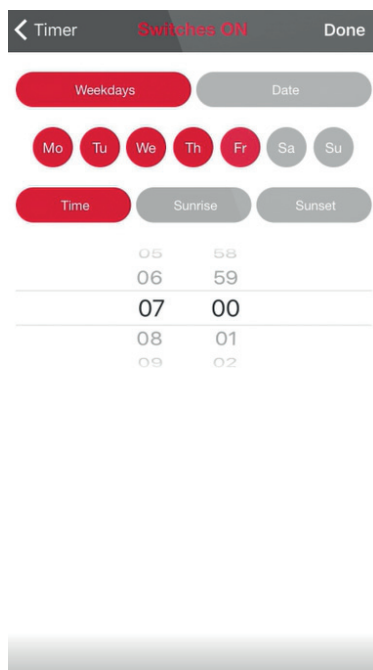 Timer Switches ON Done
Weekdays Date
Mo Tu We Th Fr Sa Su
Time Sunrise Sunset
05 58
06 59
07 00
08 01
09 02